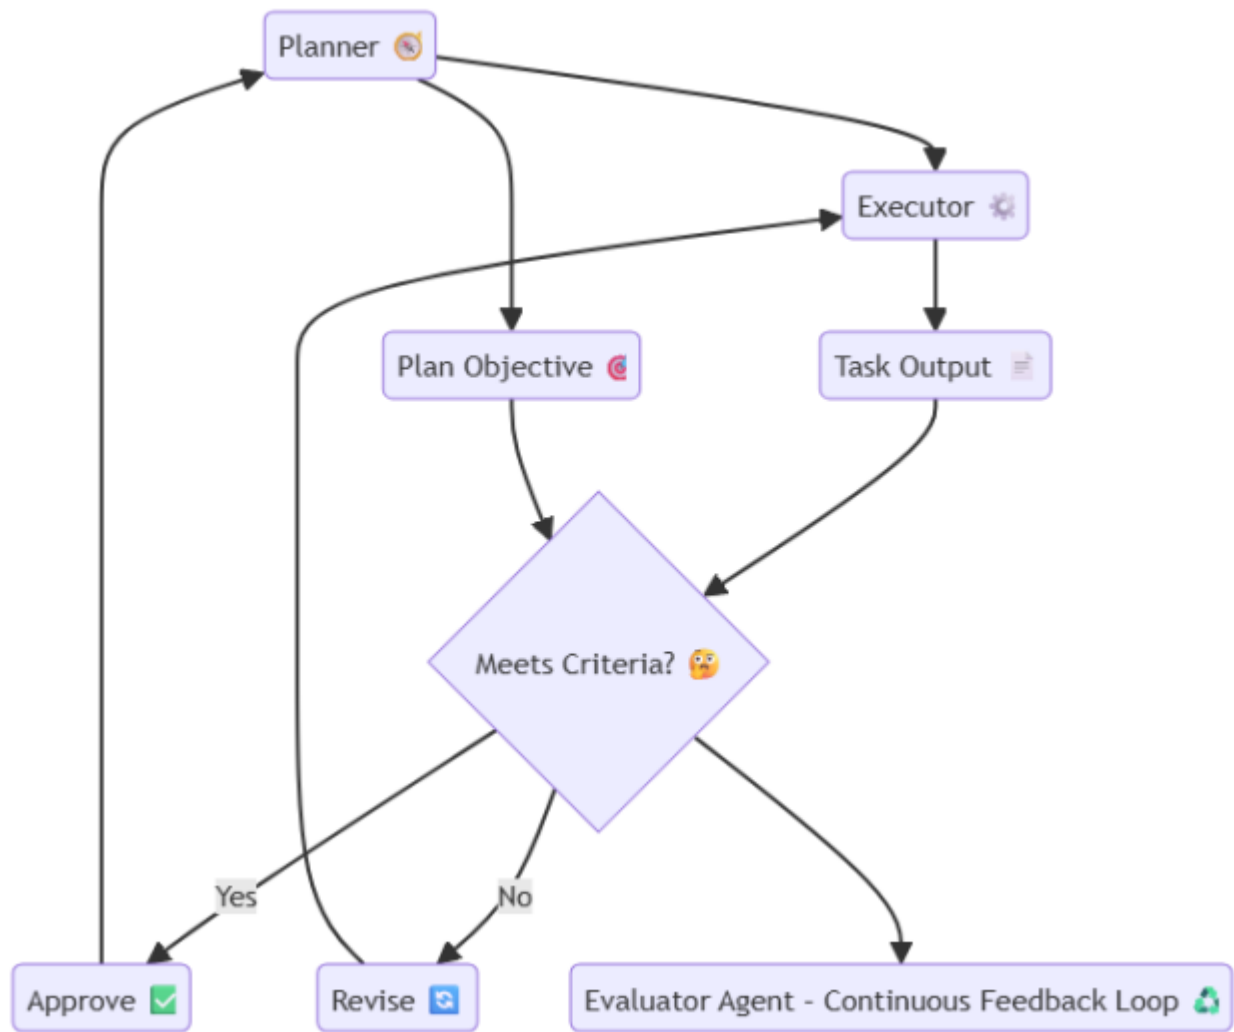 Planner 🧭
Executor ⚙️
Plan Objective 🎯
Task Output 📄
Meets Criteria? 🤔
Yes
No
Approve ✅
Revise 🔄
Evaluator Agent - Continuous Feedback Loop ♻️